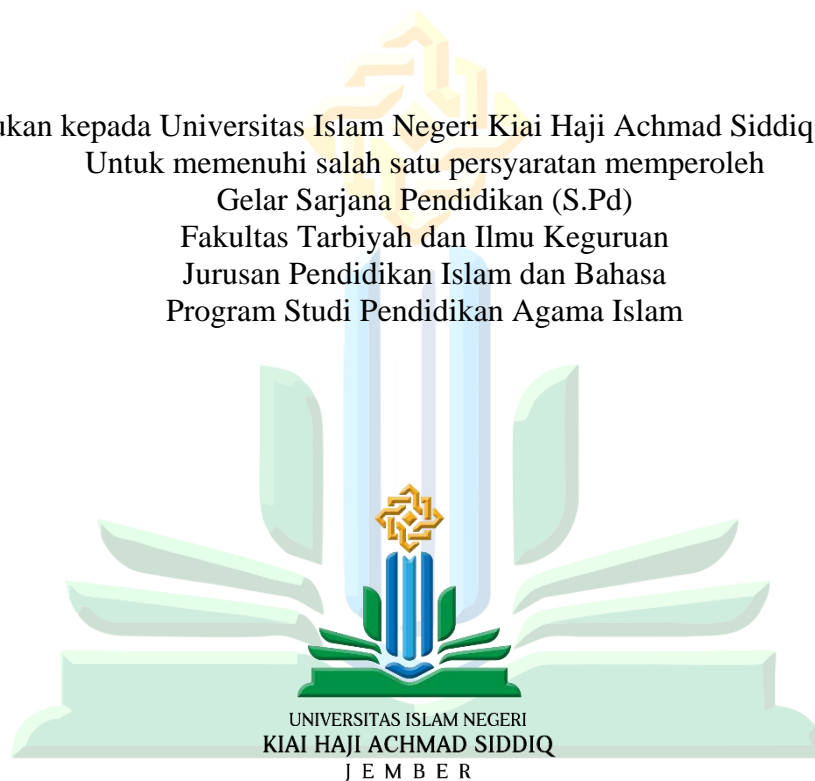 ukan kepada Universitas Islam Negeri Kiai Haji Achmad Siddiq
Untuk memenuhi salah satu persyaratan memperoleh
Gelar Sarjana Pendidikan (S.Pd)
Fakultas Tarbiyah dan Ilmu Keguruan
Jurusan Pendidikan Islam dan Bahasa
Program Studi Pendidikan Agama Islam
UNIVERSITAS ISLAM NEGERI
KIAI HAJI ACHMAD SIDDIQ
JEMBER